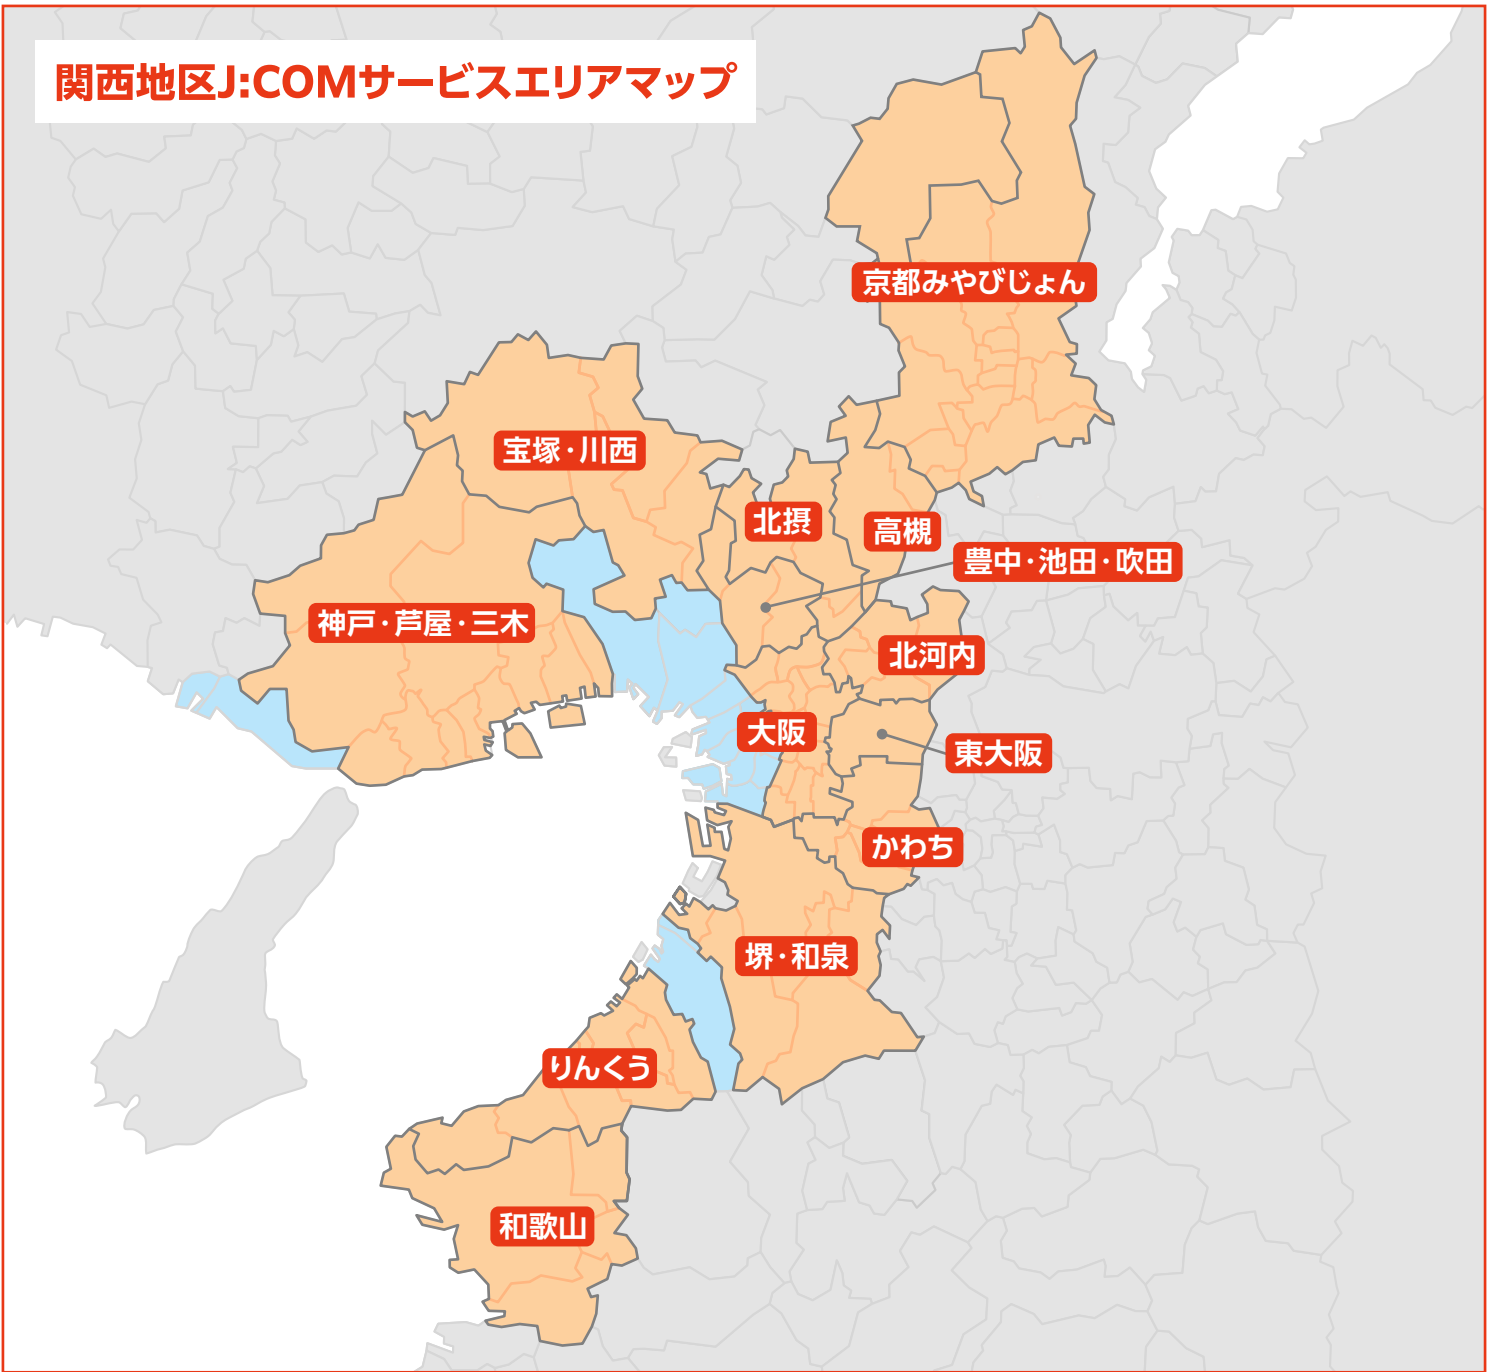 関西地区J:COMサービスエリアマップ
京都みやびじょん
宝塚・川西
北摂
高槻
豊中・池田・吹田
神戸・芦屋・三木
北河内
大阪
東大阪
かわち
堺・和泉
りんくう
和歌山